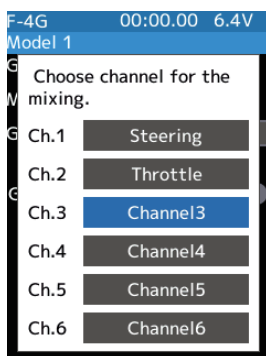 F-4G 00:00.00 6.4V
Model 1
Choose channel for the
mixing.
Ch.1 Steering
Ch.2 Throttle
Ch.3 Channel3
Ch.4 Channel4
Ch.5 Channel5
Ch.6 Channel6